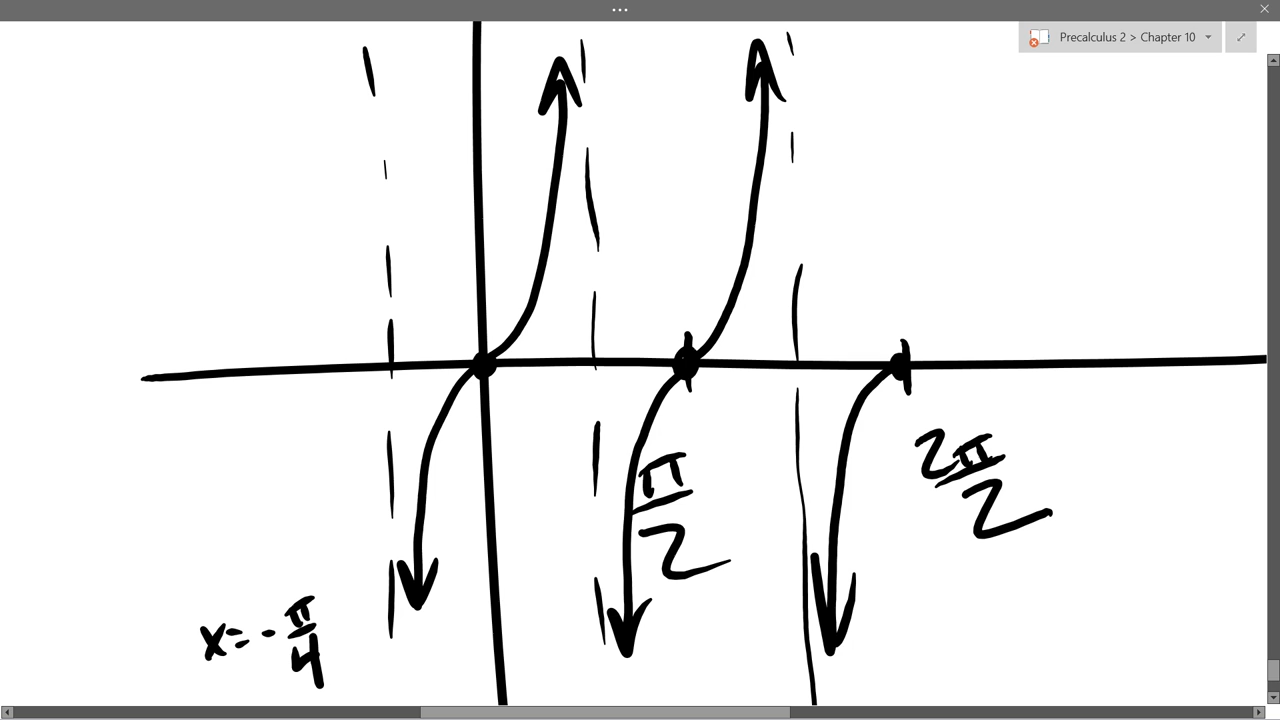 Precalculus 2 > Chapter 10
π
2
2π
2
x = - π
4